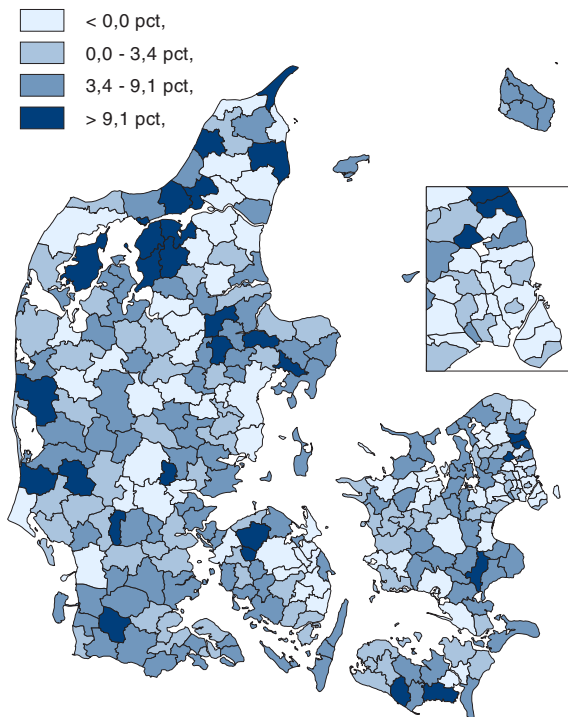 < 0,0 pct,
0,0 - 3,4 pct,
3,4 - 9,1 pct,
> 9,1 pct,